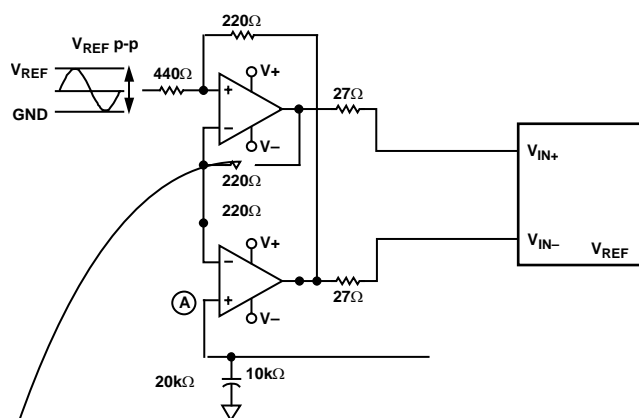 220Ω
V_REF p-p
V_REF
440Ω
V+
27Ω
GND
V–
V_IN+
220Ω
220Ω
V+
V_IN–
V_REF
A
V–
27Ω
20kΩ
10kΩ
+
–
–
+